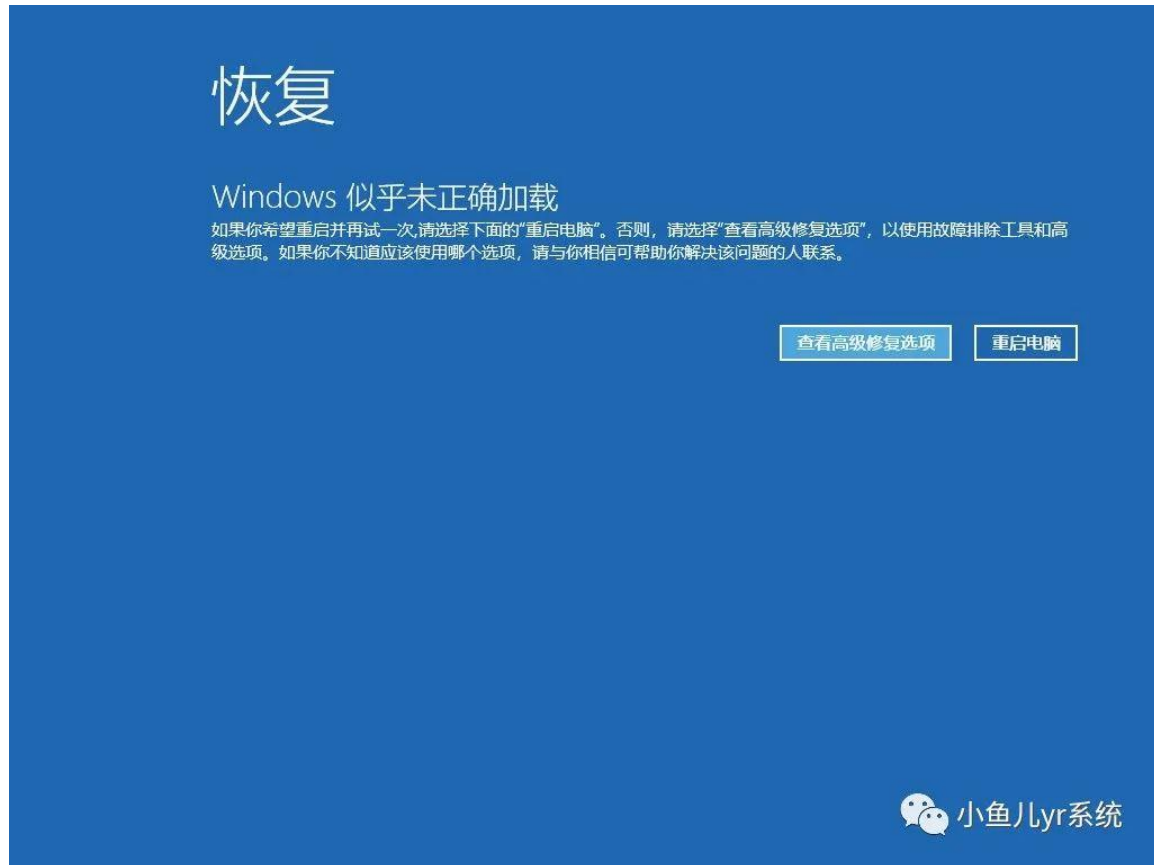 恢复
Windows 似乎未正确加载
如果你希望重启并再试一次,请选择下面的"重启电脑"。否则，请选择"查看高级修复选项"，以使用故障排除工具和高
级选项。如果你不知道应该使用哪个选项，请与你相信可帮助你解决该问题的人联系。
查看高级修复选项 重启电脑
小鱼儿yr系统